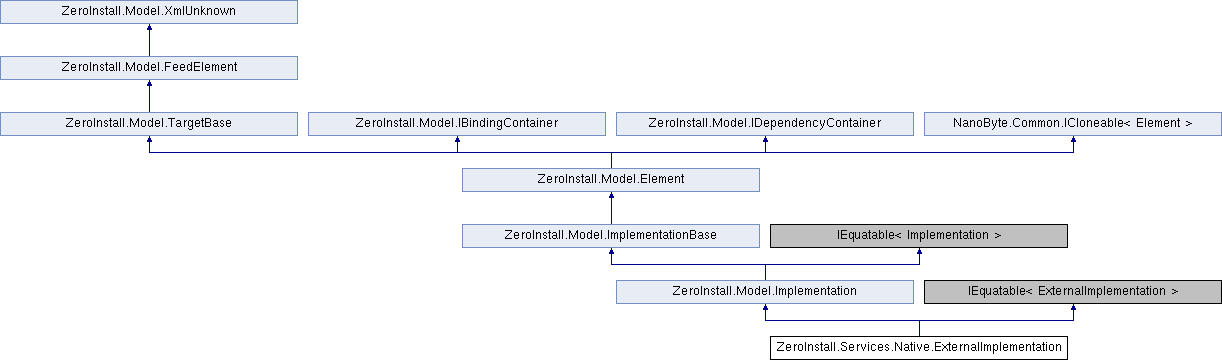 ZeroInstall.Model.XmlUnknown
ZeroInstall.Model.FeedElement
ZeroInstall.Model.TargetBase
ZeroInstall.Model.IBindingContainer
ZeroInstall.Model.IDependencyContainer
NanoByte.Common.ICloneable< Element >
ZeroInstall.Model.Element
ZeroInstall.Model.ImplementationBase
IEquatable< Implementation >
ZeroInstall.Model.Implementation
IEquatable< ExternalImplementation >
ZeroInstall.Services.Native.ExternalImplementation